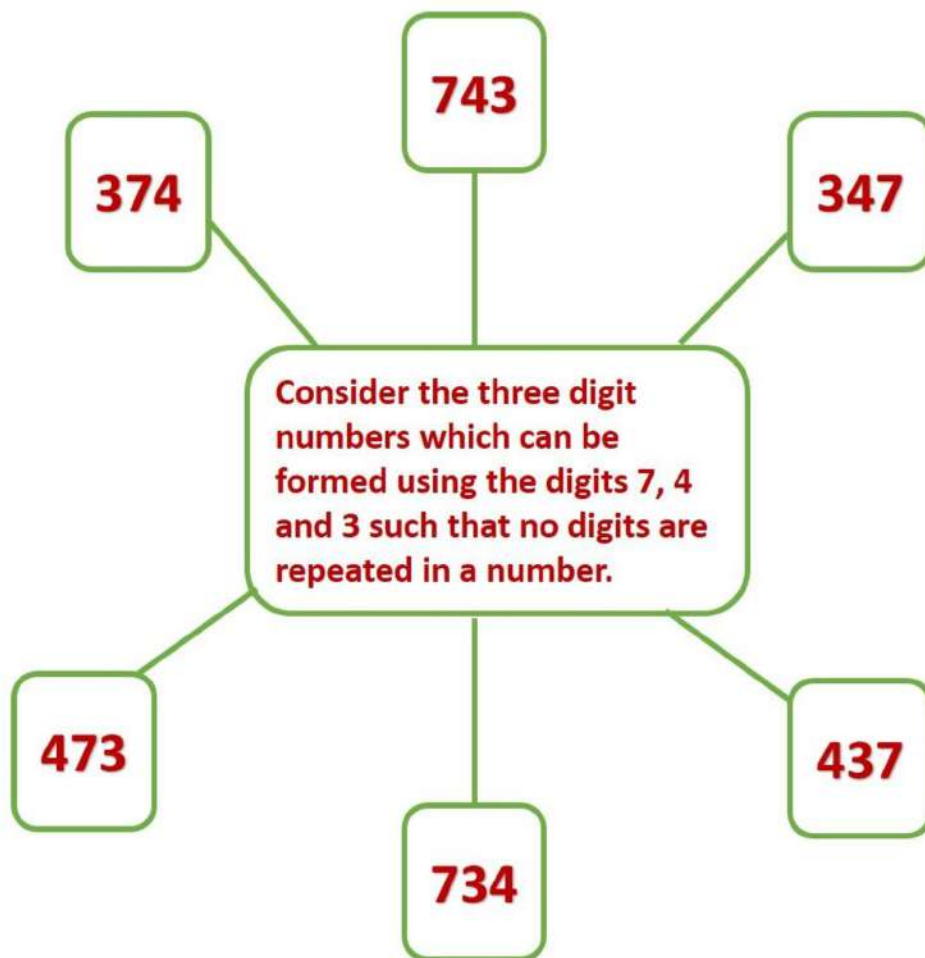 743
374
347
Consider the three digit
numbers which can be
formed using the digits 7, 4
and 3 such that no digits are
repeated in a number.
473
437
734